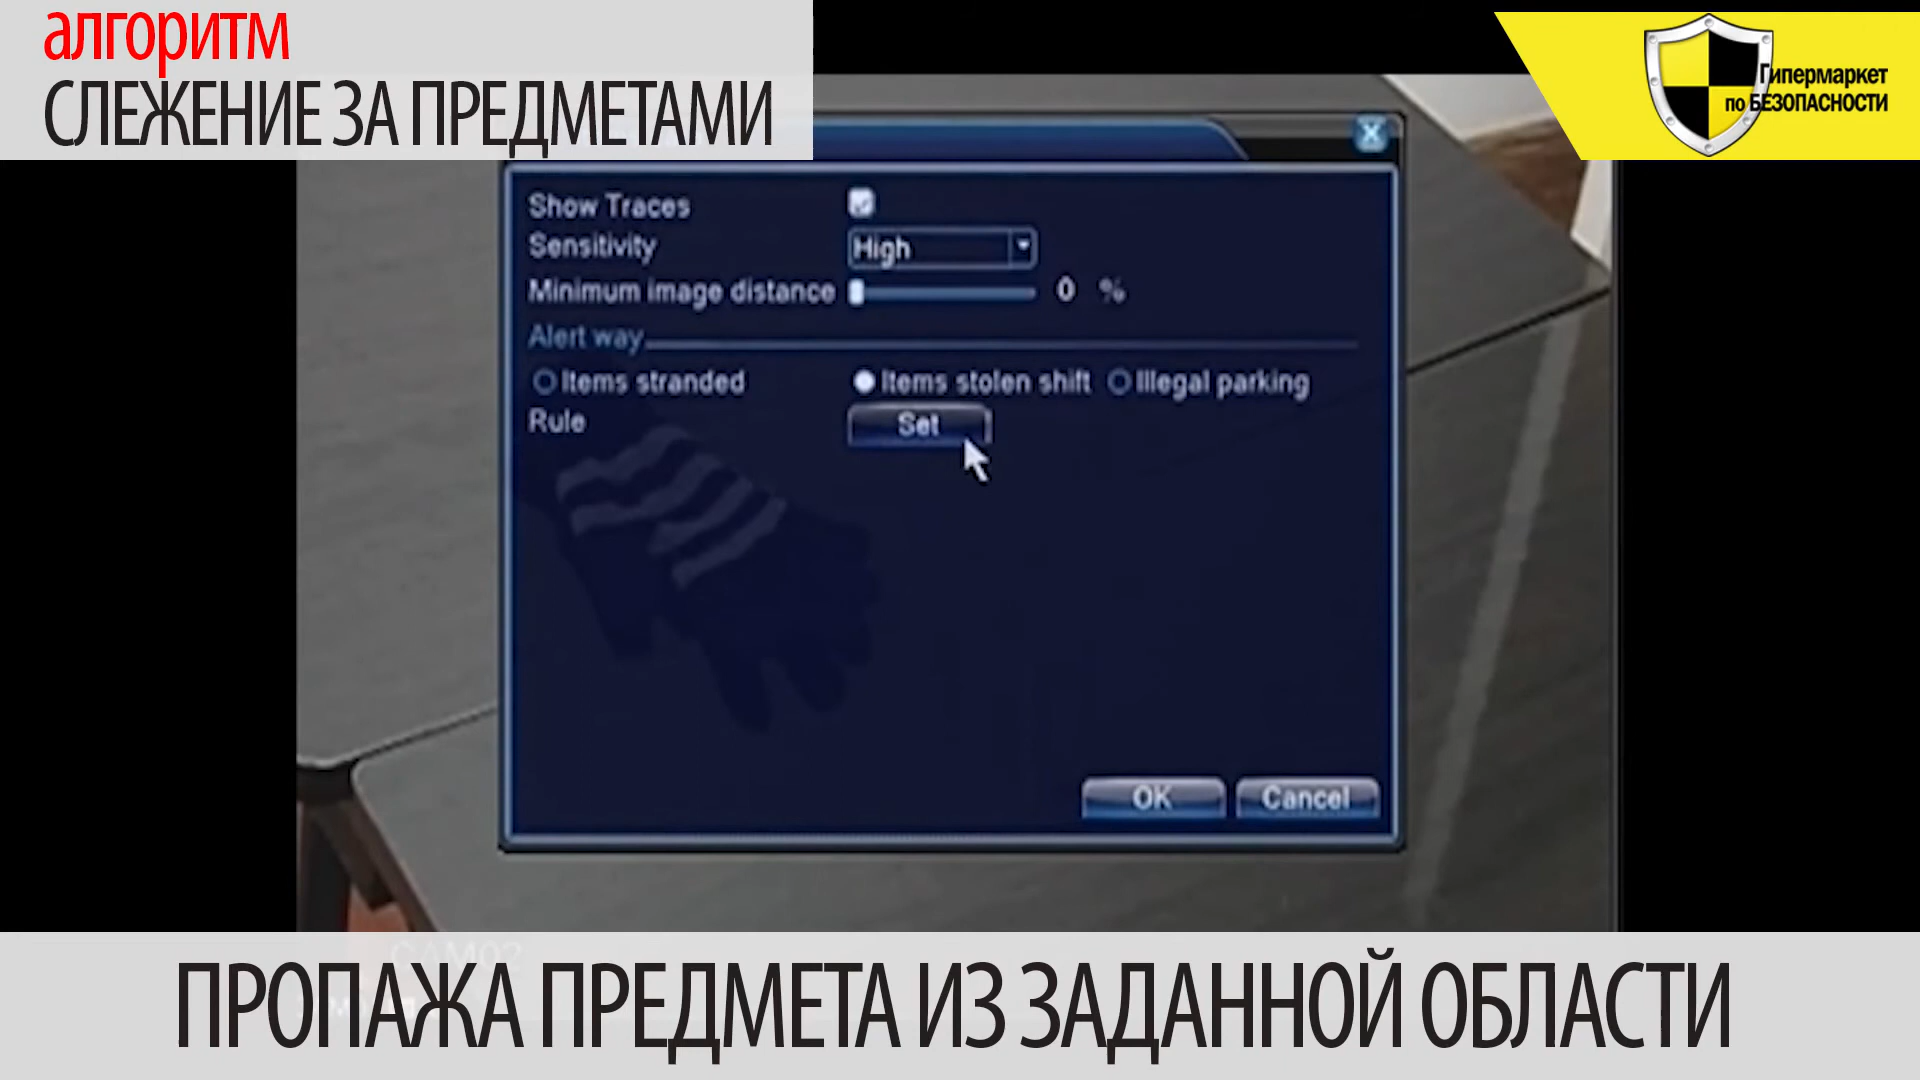 алгоритм
СЛЕЖЕНИЕ ЗА ПРЕДМЕТАМИ
Гипермаркет
по БЕЗОПАСНОСТИ
Show Traces
Sensitivity High
Minimum image distance 0 %
Alert way
Items stranded Items stolen shift Illegal parking
Rule Set
OK Cancel
CAM02
ПРОПАЖА ПРЕДМЕТА ИЗ ЗАДАННОЙ ОБЛАСТИ